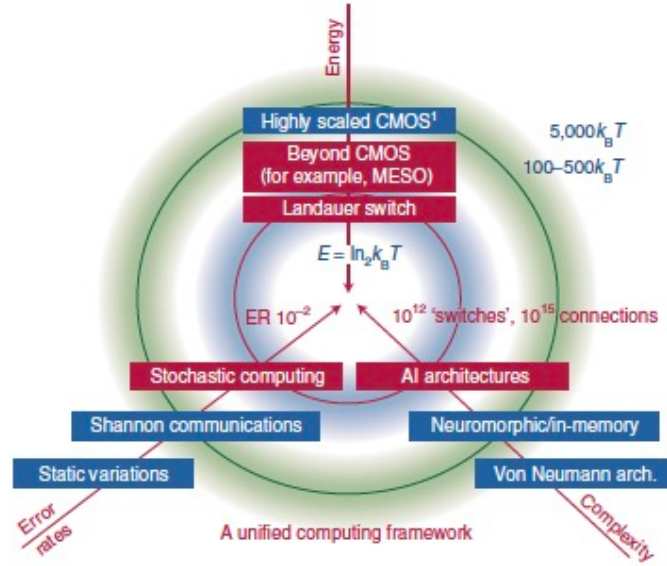 Energy
Highly scaled CMOS¹
5,000k_BT
Beyond CMOS
(for example, MESO)
100–500k_BT
Landauer switch
E = ln₂k_BT
ER 10⁻²
10¹² ‘switches’, 10¹⁵ connections
Stochastic computing
AI architectures
Shannon communications
Neuromorphic/in-memory
Static variations
Von Neumann arch.
Error
rates
A unified computing framework
Complexity